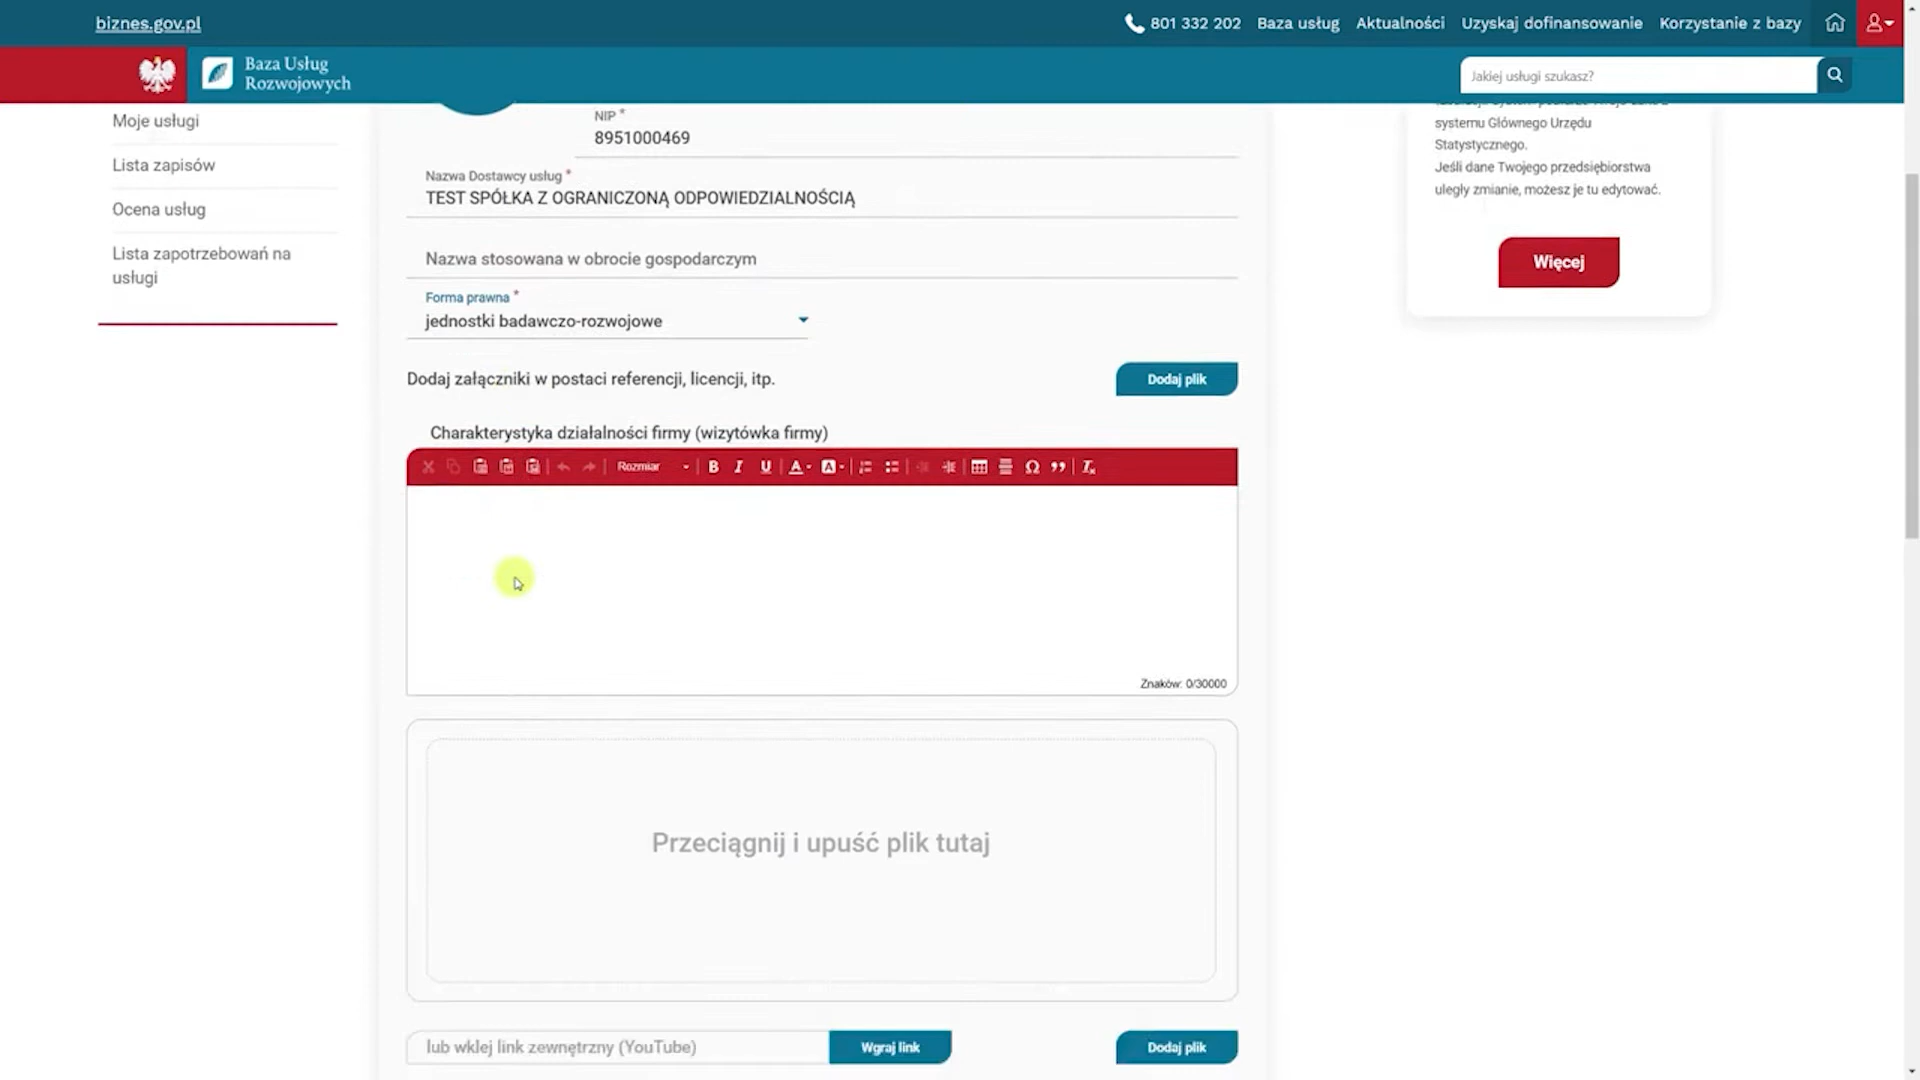 biznes.gov.pl
801 332 202 Baza usług Aktualności Uzyskaj dofinansowanie Korzystanie z bazy
Baza Usług
Rozwojowych
Jakiej usługi szukasz?
Moje usługi
Lista zapisów
Ocena usług
Lista zapotrzebowań na
usługi
NIP *
8951000469
Nazwa Dostawcy usług *
TEST SPÓŁKA Z OGRANICZONĄ ODPOWIEDZIALNOŚCIĄ
Nazwa stosowana w obrocie gospodarczym
Forma prawna *
jednostki badawczo-rozwojowe
Dodaj załączniki w postaci referencji, licencji, itp.
Dodaj plik
Charakterystyka działalności firmy (wizytówka firmy)
Rozmiar
Znaków: 0/30000
Przeciągnij i upuść plik tutaj
lub wklej link zewnętrzny (YouTube)
Wgraj link
Dodaj plik
systemu Głównego Urzędu
Statystycznego.
Jeśli dane Twojego przedsiębiorstwa
uległy zmianie, możesz je tu edytować.
Więcej